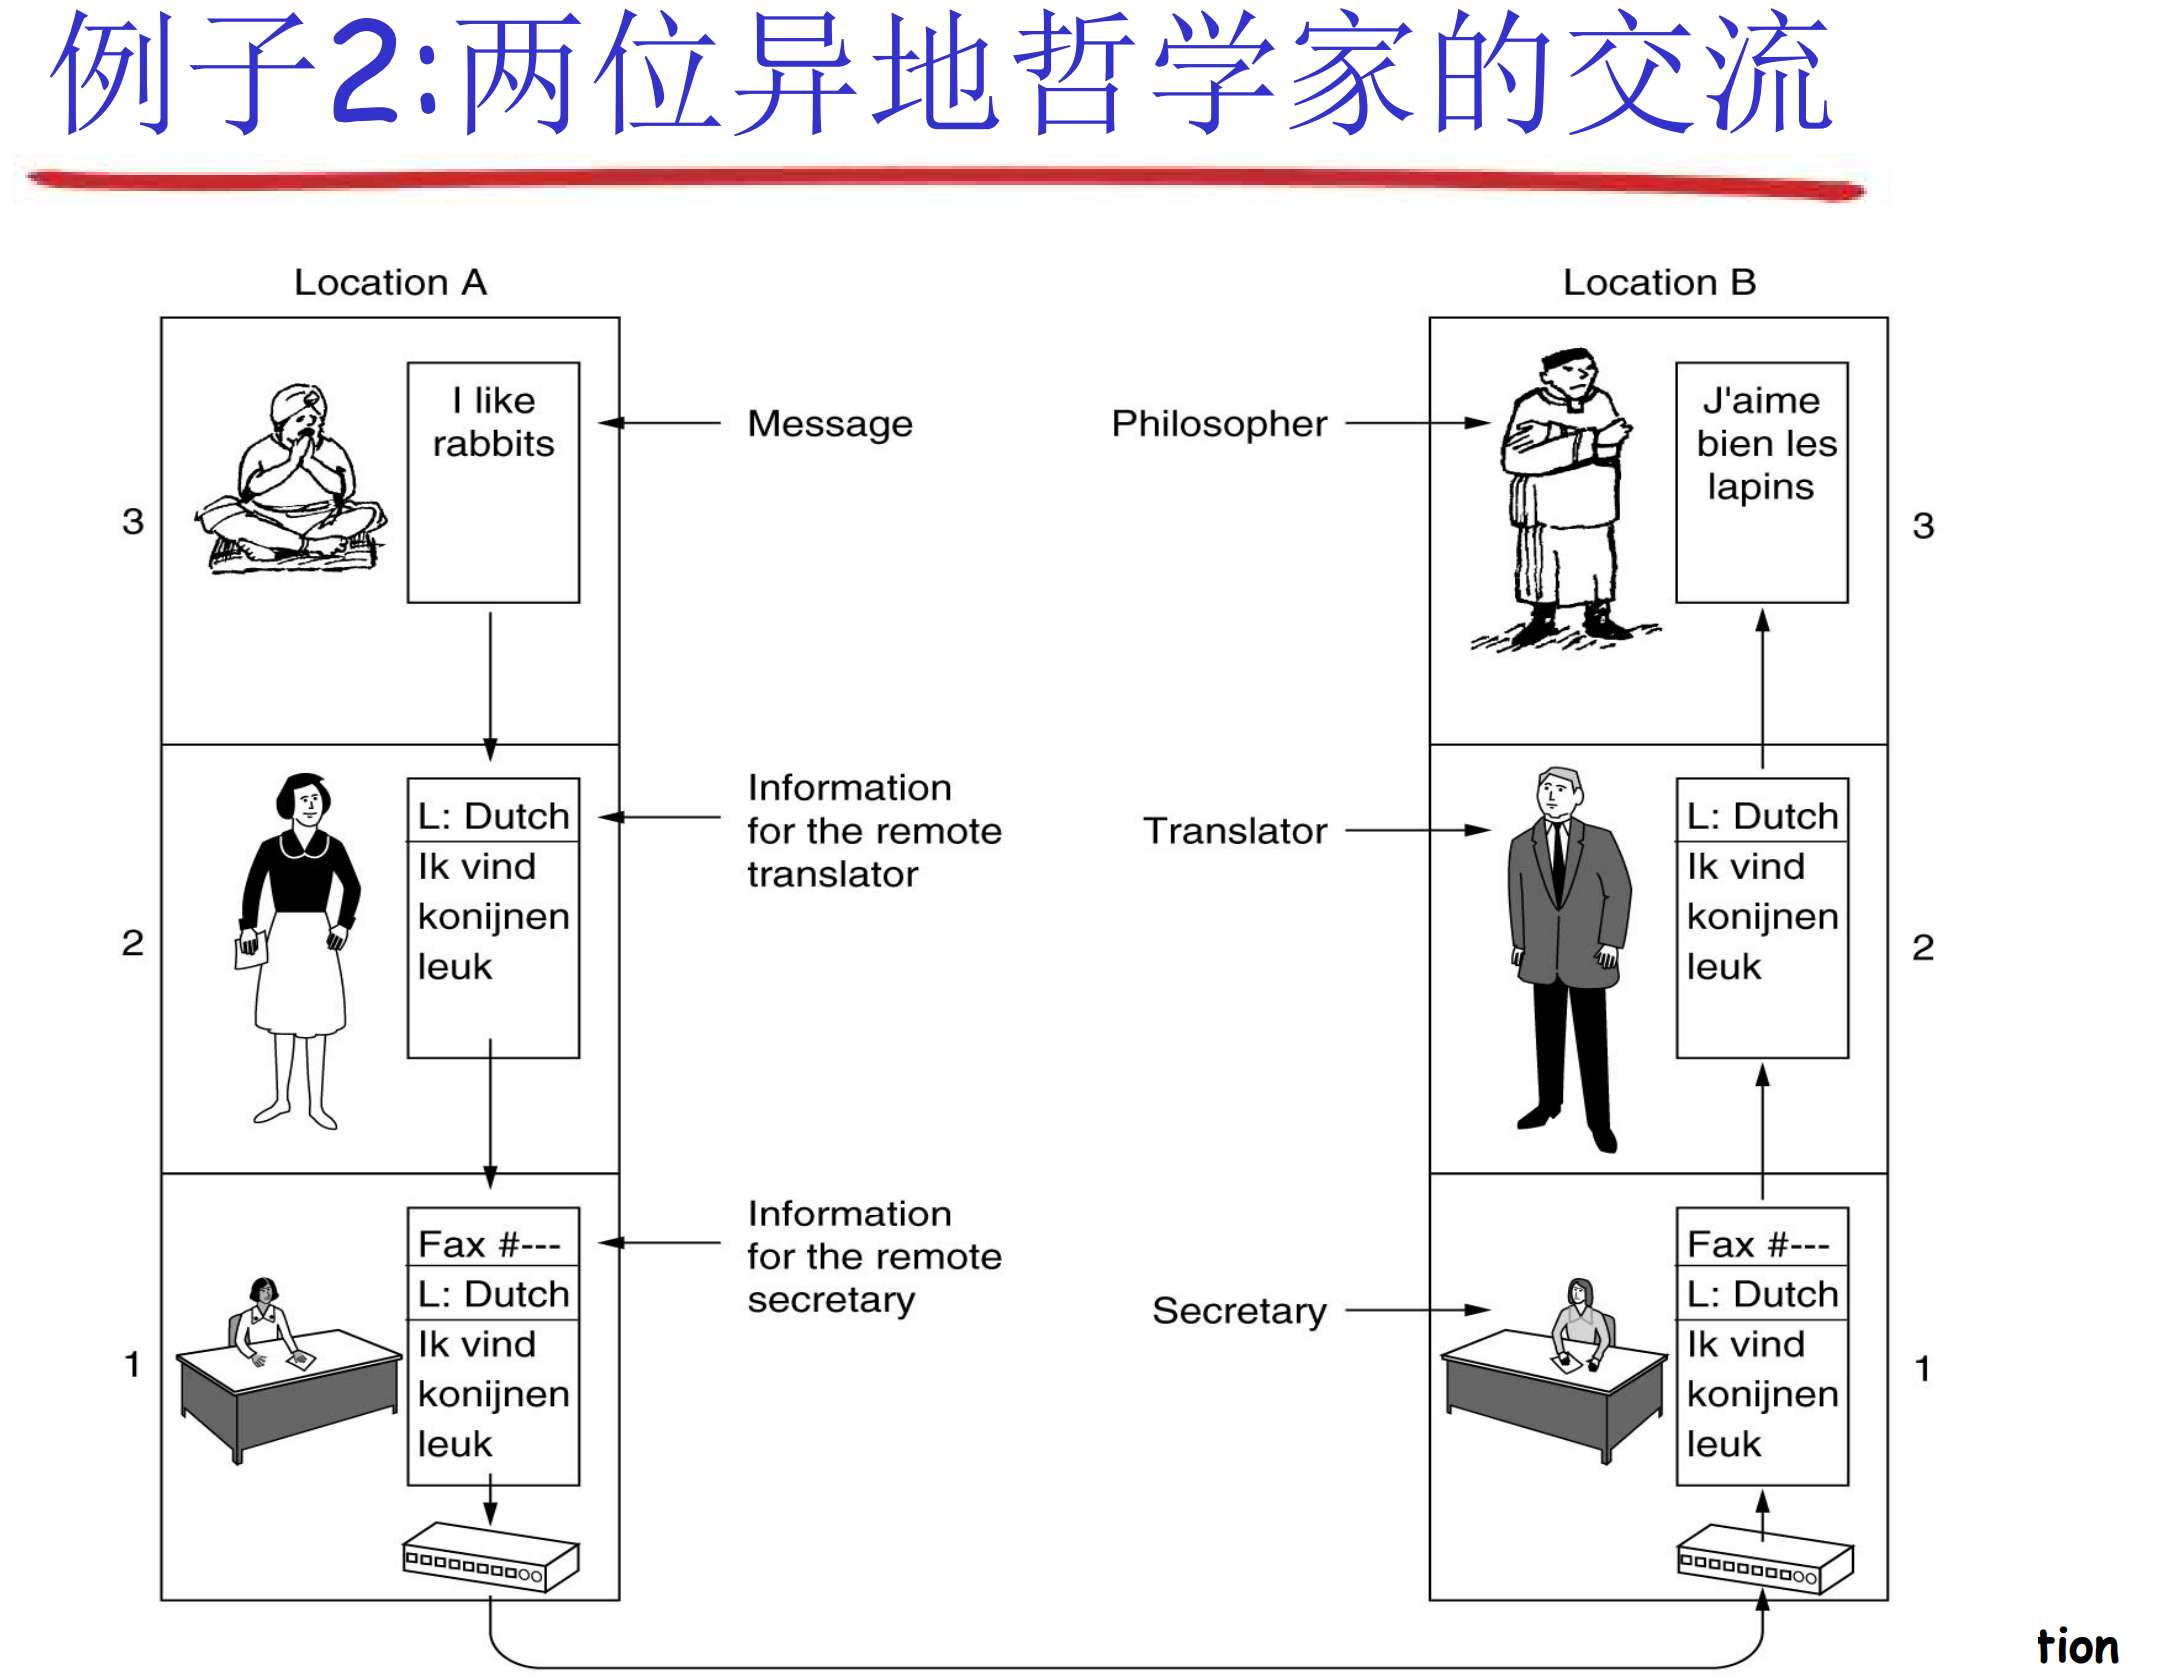 例子2:两位异地哲学家的交流
Location A
Location B
I like
rabbits
Message
Philosopher
J'aime
bien les
lapins
3
3
L: Dutch
Ik vind
konijnen
leuk
Information
for the remote
translator
Translator
L: Dutch
Ik vind
konijnen
leuk
2
2
Fax #---
L: Dutch
Ik vind
konijnen
leuk
Information
for the remote
secretary
Secretary
Fax #---
L: Dutch
Ik vind
konijnen
leuk
1
1
tion